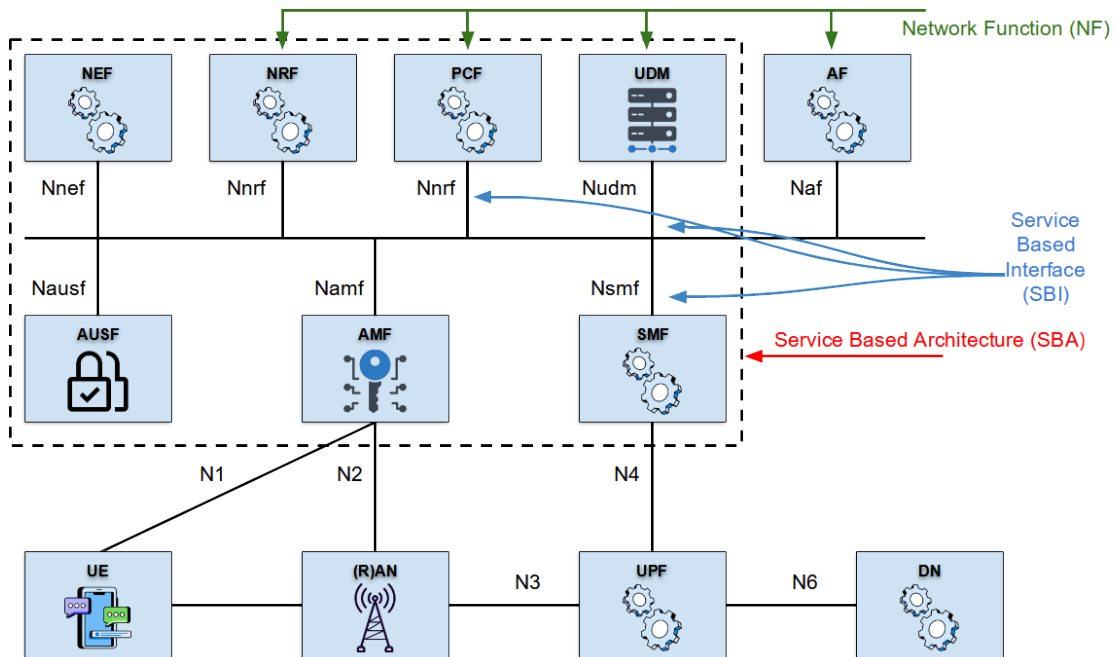 Network Function (NF)
NEF
NRF
PCF
UDM
AF
Nnef
Nnrf
Nnrf
Nudm
Naf
Service
Based
Interface
(SBI)
Nausf
Namf
Nsmf
AUSF
AMF
SMF
Service Based Architecture (SBA)
N1
N2
N4
UE
(R)AN
UPF
DN
N3
N6